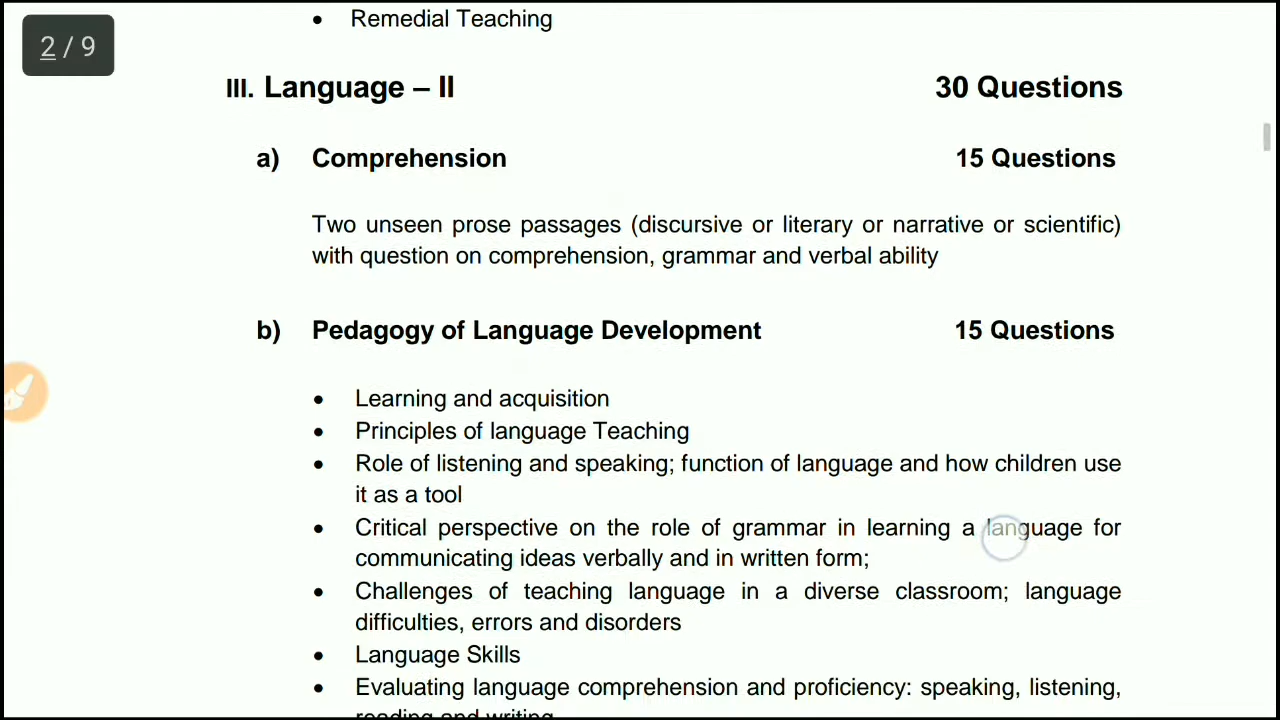 2 / 9
• Remedial Teaching
III. Language – II 30 Questions
a) Comprehension 15 Questions
Two unseen prose passages (discursive or literary or narrative or scientific)
with question on comprehension, grammar and verbal ability
b) Pedagogy of Language Development 15 Questions
• Learning and acquisition
• Principles of language Teaching
• Role of listening and speaking; function of language and how children use
it as a tool
• Critical perspective on the role of grammar in learning a language for
communicating ideas verbally and in written form;
• Challenges of teaching language in a diverse classroom; language
difficulties, errors and disorders
• Language Skills
• Evaluating language comprehension and proficiency: speaking, listening,
reading and writing